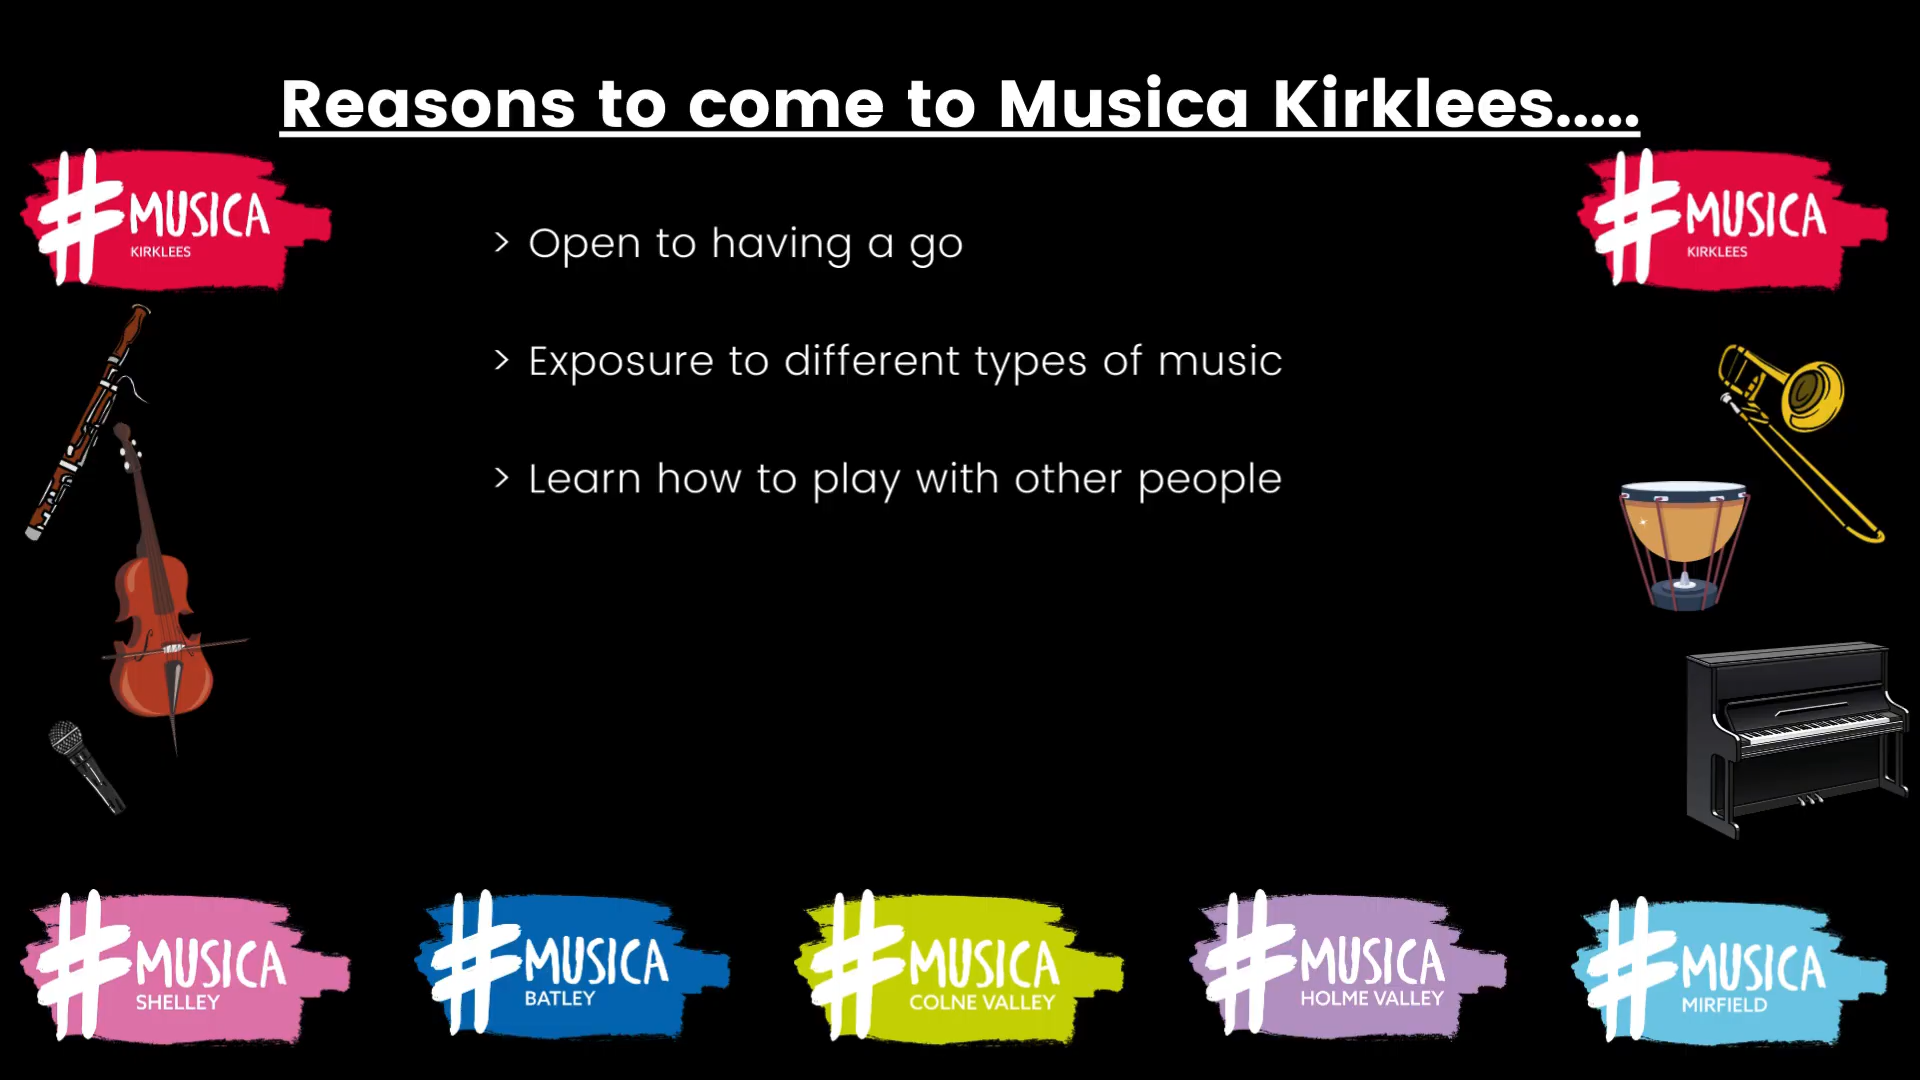 Reasons to come to Musica Kirklees.....
#MUSICA
KIRKLEES
#MUSICA
KIRKLEES
> Open to having a go
> Exposure to different types of music
> Learn how to play with other people
#MUSICA
SHELLEY
#MUSICA
BATLEY
#MUSICA
COLNE VALLEY
#MUSICA
HOLME VALLEY
#MUSICA
MIRFIELD